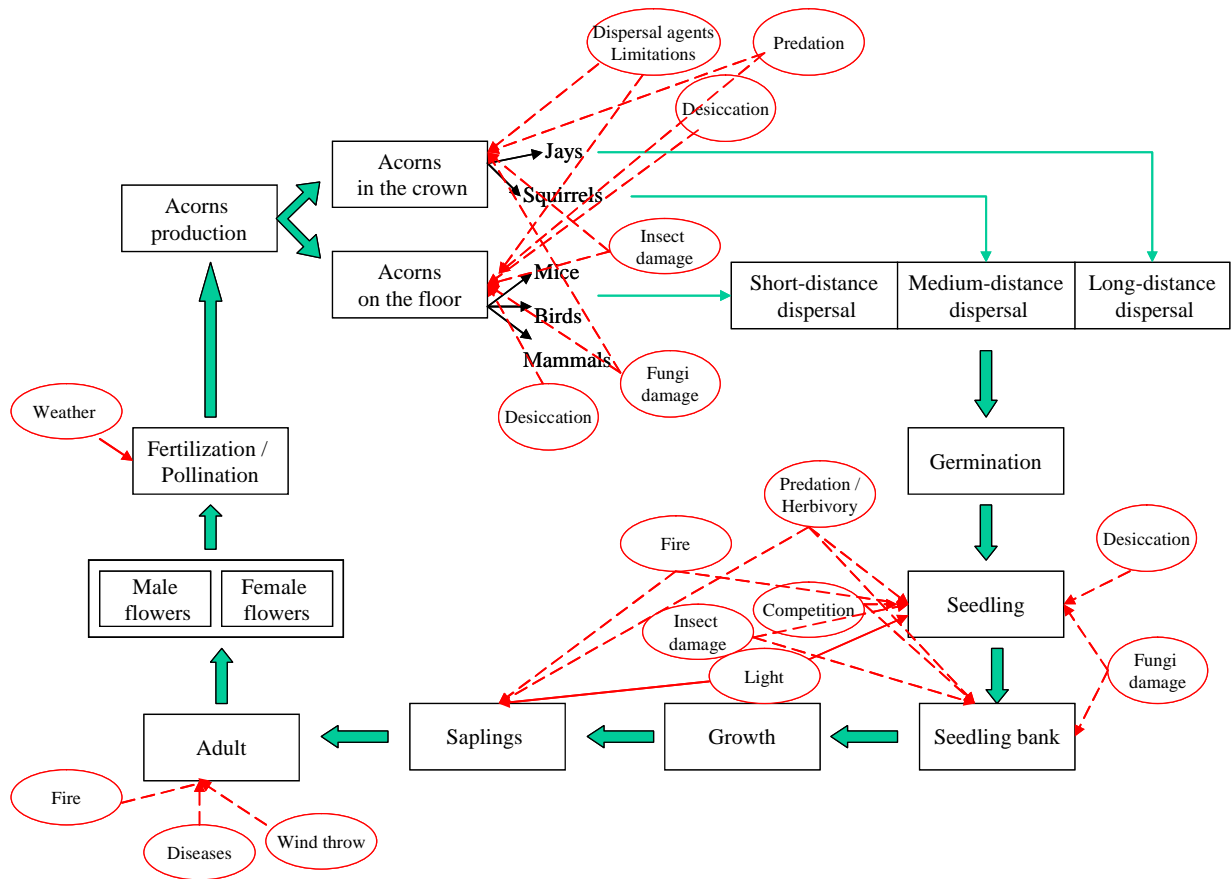 Dispersal agents
Limitations
Predation
Desiccation
Acorns
in the crown
Jays
Squirrels
Acorns
production
Insect
damage
Acorns
on the floor
Mice
Birds
Mammals
Short-distance
dispersal
Medium-distance
dispersal
Long-distance
dispersal
Fungi
damage
Desiccation
Weather
Fertilization /
Pollination
Germination
Predation /
Herbivory
Fire
Desiccation
Male
flowers
Female
flowers
Competition
Seedling
Insect
damage
Light
Fungi
damage
Adult
Saplings
Growth
Seedling bank
Fire
Diseases
Wind throw